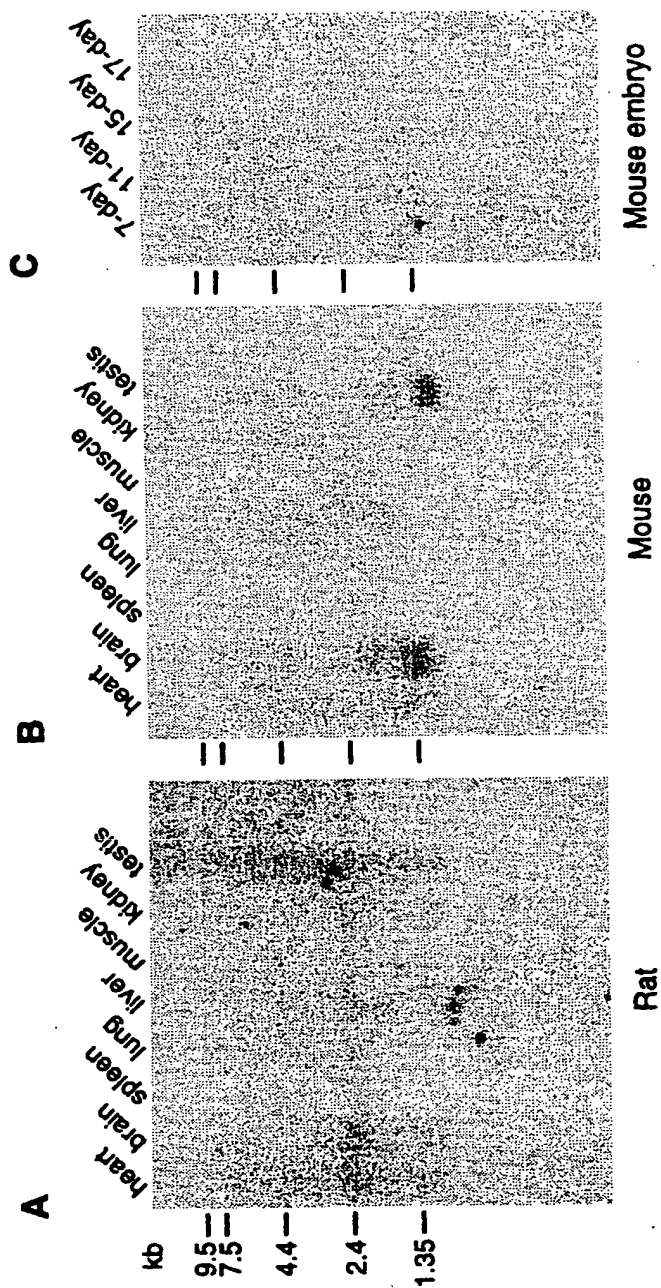 A
kb
9.5
7.5
4.4
2.4
1.35
heart
brain
spleen
lung
liver
muscle
kidney
testis
Rat
B
heart
brain
spleen
lung
liver
muscle
kidney
testis
Mouse
C
7-day
11-day
15-day
17-day
Mouse embryo